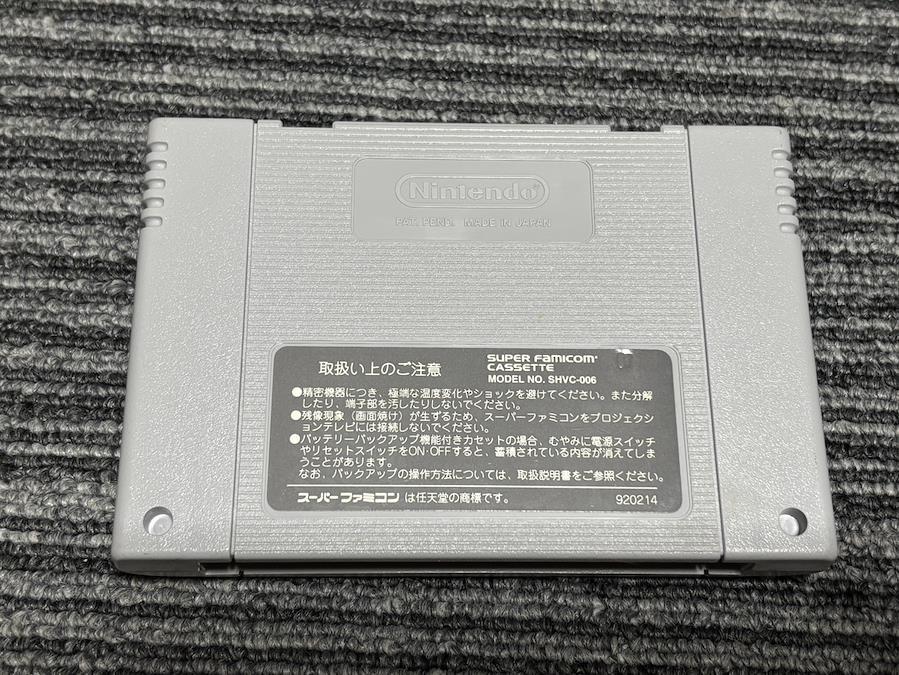 Nintendo
PAT. PEND. MADE IN JAPAN
取扱い上のご注意
SUPER FAMICOM
CASSETTE
MODEL NO. SHVC-006
●精密機器につき、極端な温度変化やショックを避けてください。また分解
したり、端子部を汚したりしないでください。
●残像現象（画面焼け）が生ずるため、スーパーファミコンをプロジェクシ
ョンテレビには接続しないでください。
●バッテリーバックアップ機能付きカセットの場合、むやみに電源スイッチ
やリセットスイッチをON・OFFすると、蓄積されている内容が消えてしま
うことがあります。
なお、バックアップの操作方法については、取扱説明書をご参照ください。
スーパーファミコンは任天堂の商標です。
920214